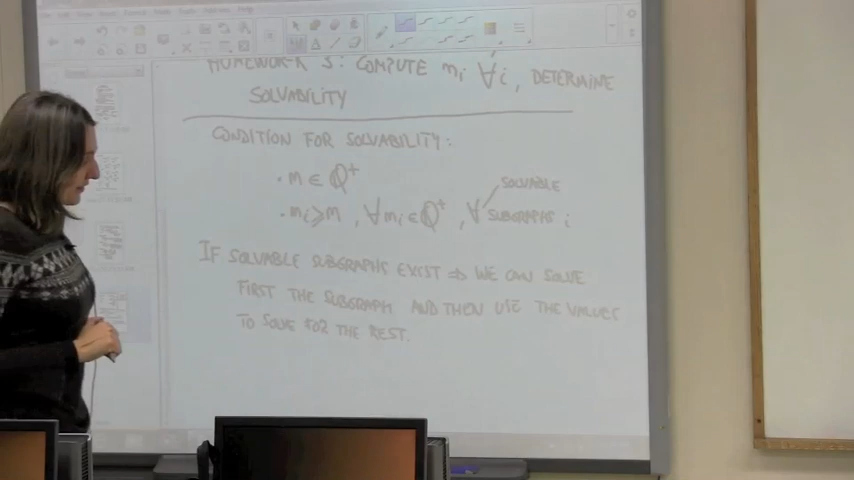 HOMEWORK 3: COMPUTE mi ∀i, DETERMINE
SOLVABILITY
CONDITION FOR SOLVABILITY:
· m ∈ Q+
· mi ⩾ m , ∀ mi ∈ Q+ , ∀ SOLVABLE SUBGRAPHS i
IF SOLVABLE SUBGRAPHS EXIST ⇒ WE CAN SOLVE
FIRST THE SUBGRAPH AND THEN USE THE VALUES
TO SOLVE FOR THE REST.